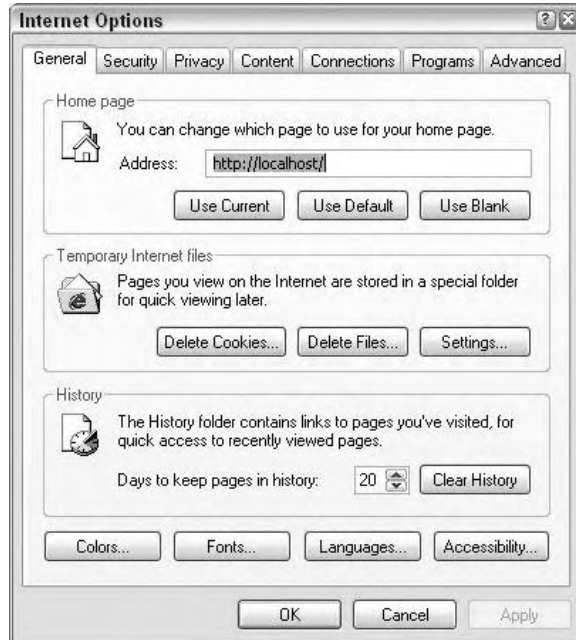 Internet Options
General Security Privacy Content Connections Programs Advanced
Home page
You can change which page to use for your home page.
Address: http://localhost/
Use Current Use Default Use Blank
Temporary Internet files
Pages you view on the Internet are stored in a special folder
for quick viewing later.
Delete Cookies... Delete Files... Settings...
History
The History folder contains links to pages you've visited, for
quick access to recently viewed pages.
Days to keep pages in history: 20 Clear History
Colors... Fonts... Languages... Accessibility...
OK Cancel Apply